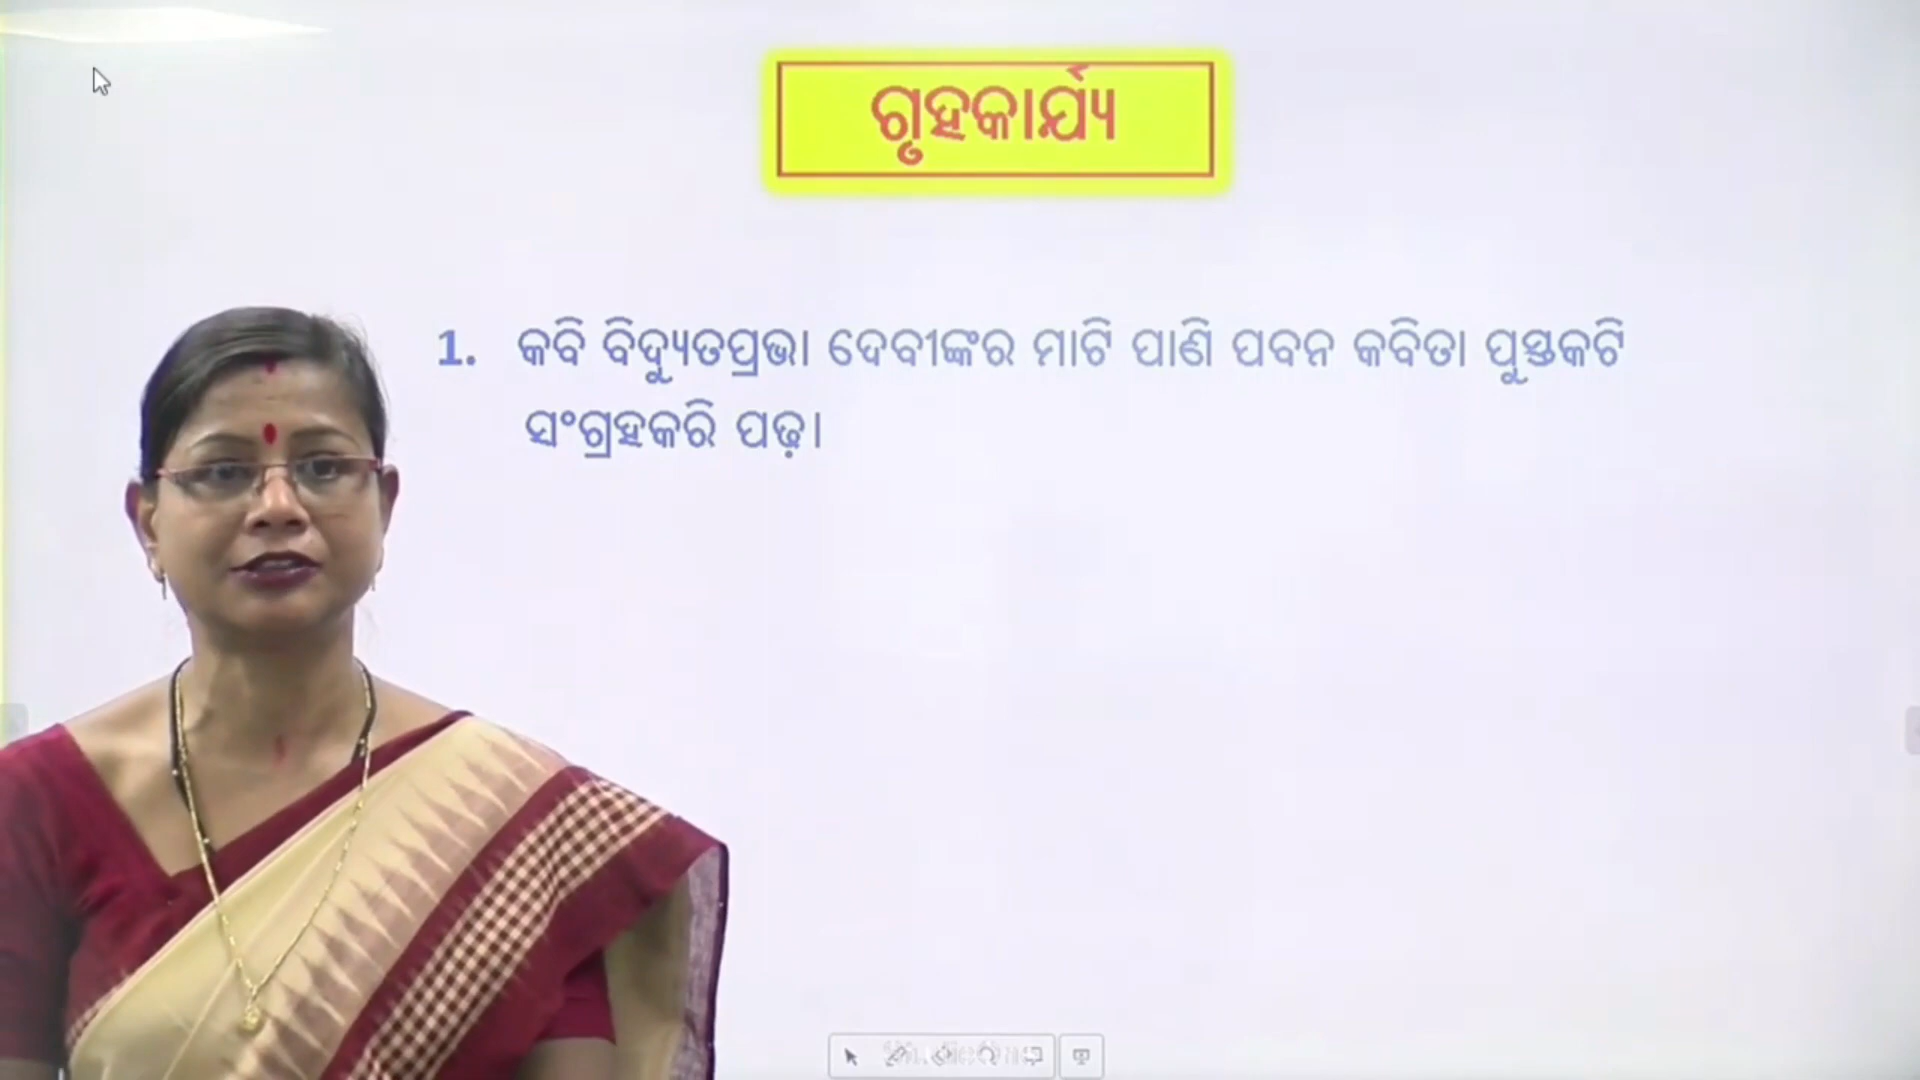 ଗୃହକାର୍ଯ୍ୟ
1. କବି ବିଦ୍ୟୁତପ୍ରଭା ଦେବୀଙ୍କର ମାଟି ପାଣି ପବନ କବିତା ପୁସ୍ତକଟି
ସଂଗ୍ରହକରି ପଢ଼।